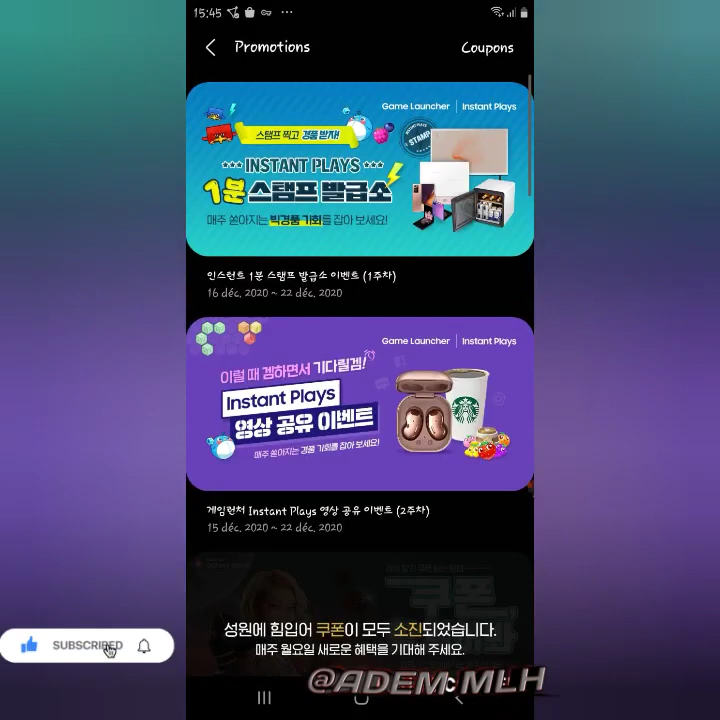 15:45
Promotions
Coupons
Game Launcher | Instant Plays
스탬프 찍고 경품 받자!
STAMP
INSTANT PLAYS
1분 스탬프 발급소
매주 쏟아지는 빅경품 기회를 잡아 보세요!
인스턴트 1분 스탬프 발급소 이벤트 (1주차)
16 déc. 2020 ~ 22 déc. 2020
Game Launcher | Instant Plays
이럴 때 겜하면서 기다릴겜!
Instant Plays
영상 공유 이벤트
매주 쏟아지는 경품 기회를 잡아 보세요!
게임런처 Instant Plays 영상 공유 이벤트 (2주차)
15 déc. 2020 ~ 22 déc. 2020
쿠폰
성원에 힘입어 쿠폰이 모두 소진되었습니다.
매주 월요일 새로운 혜택을 기대해 주세요.
SUBSCRIBED
@ADEM MLH